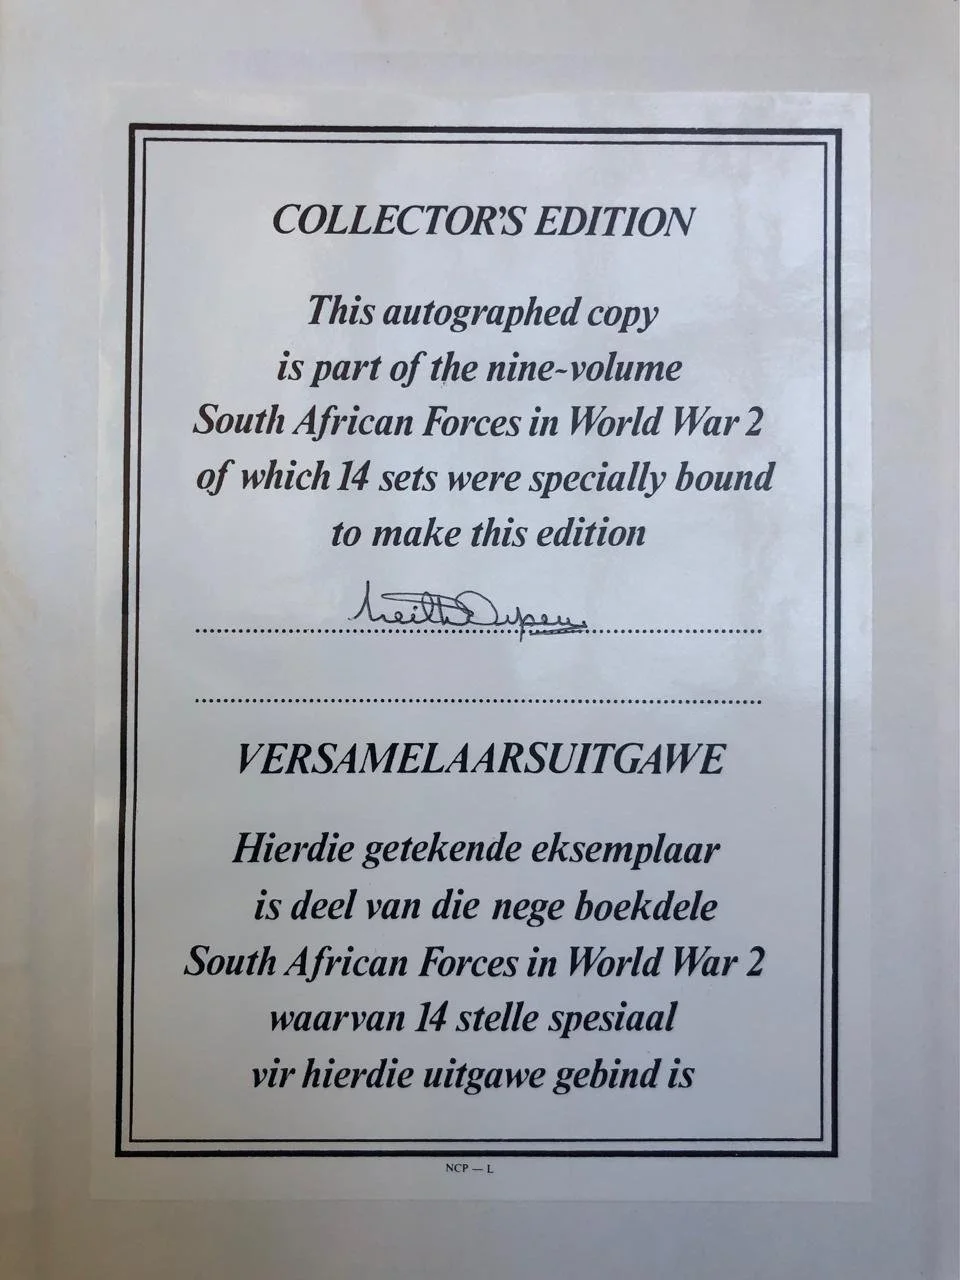 COLLECTOR'S EDITION
This autographed copy
is part of the nine-volume
South African Forces in World War 2
of which 14 sets were specially bound
to make this edition
VERSAMELAARSUITGAWE
Hierdie getekende eksemplaar
is deel van die nege boekdele
South African Forces in World War 2
waarvan 14 stelle spesiaal
vir hierdie uitgawe gebind is
NCP — L